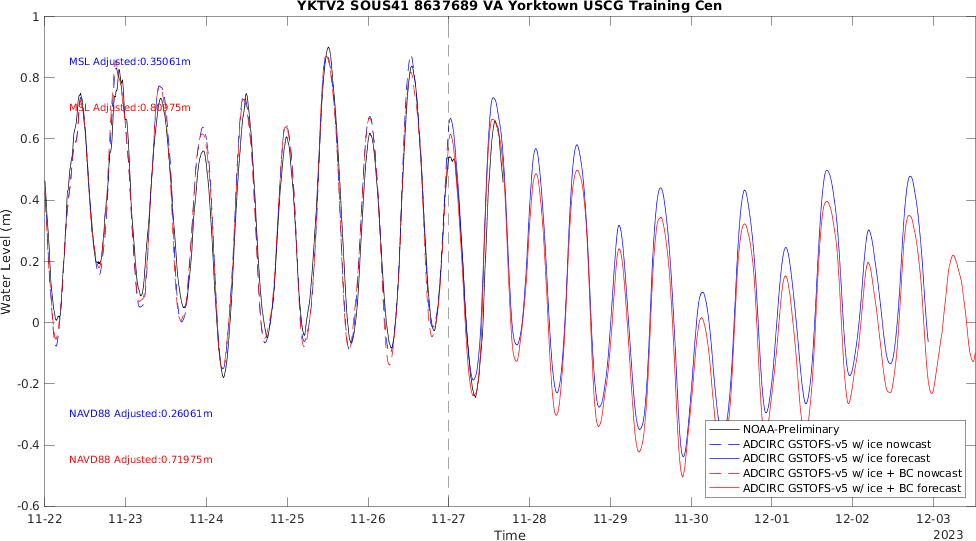 YKTV2 SOUS41 8637689 VA Yorktown USCG Training Cen
1
0.8
0.6
0.4
0.2
0
-0.2
-0.4
-0.6
Water Level (m)
MSL Adjusted:0.35061m
MSL Adjusted:0.80975m
NAVD88 Adjusted:0.26061m
NAVD88 Adjusted:0.71975m
NOAA-Preliminary
ADCIRC GSTOFS-v5 w/ ice nowcast
ADCIRC GSTOFS-v5 w/ ice forecast
ADCIRC GSTOFS-v5 w/ ice + BC nowcast
ADCIRC GSTOFS-v5 w/ ice + BC forecast
11-22 11-23 11-24 11-25 11-26 11-27 11-28 11-29 11-30 12-01 12-02 12-03
Time
2023